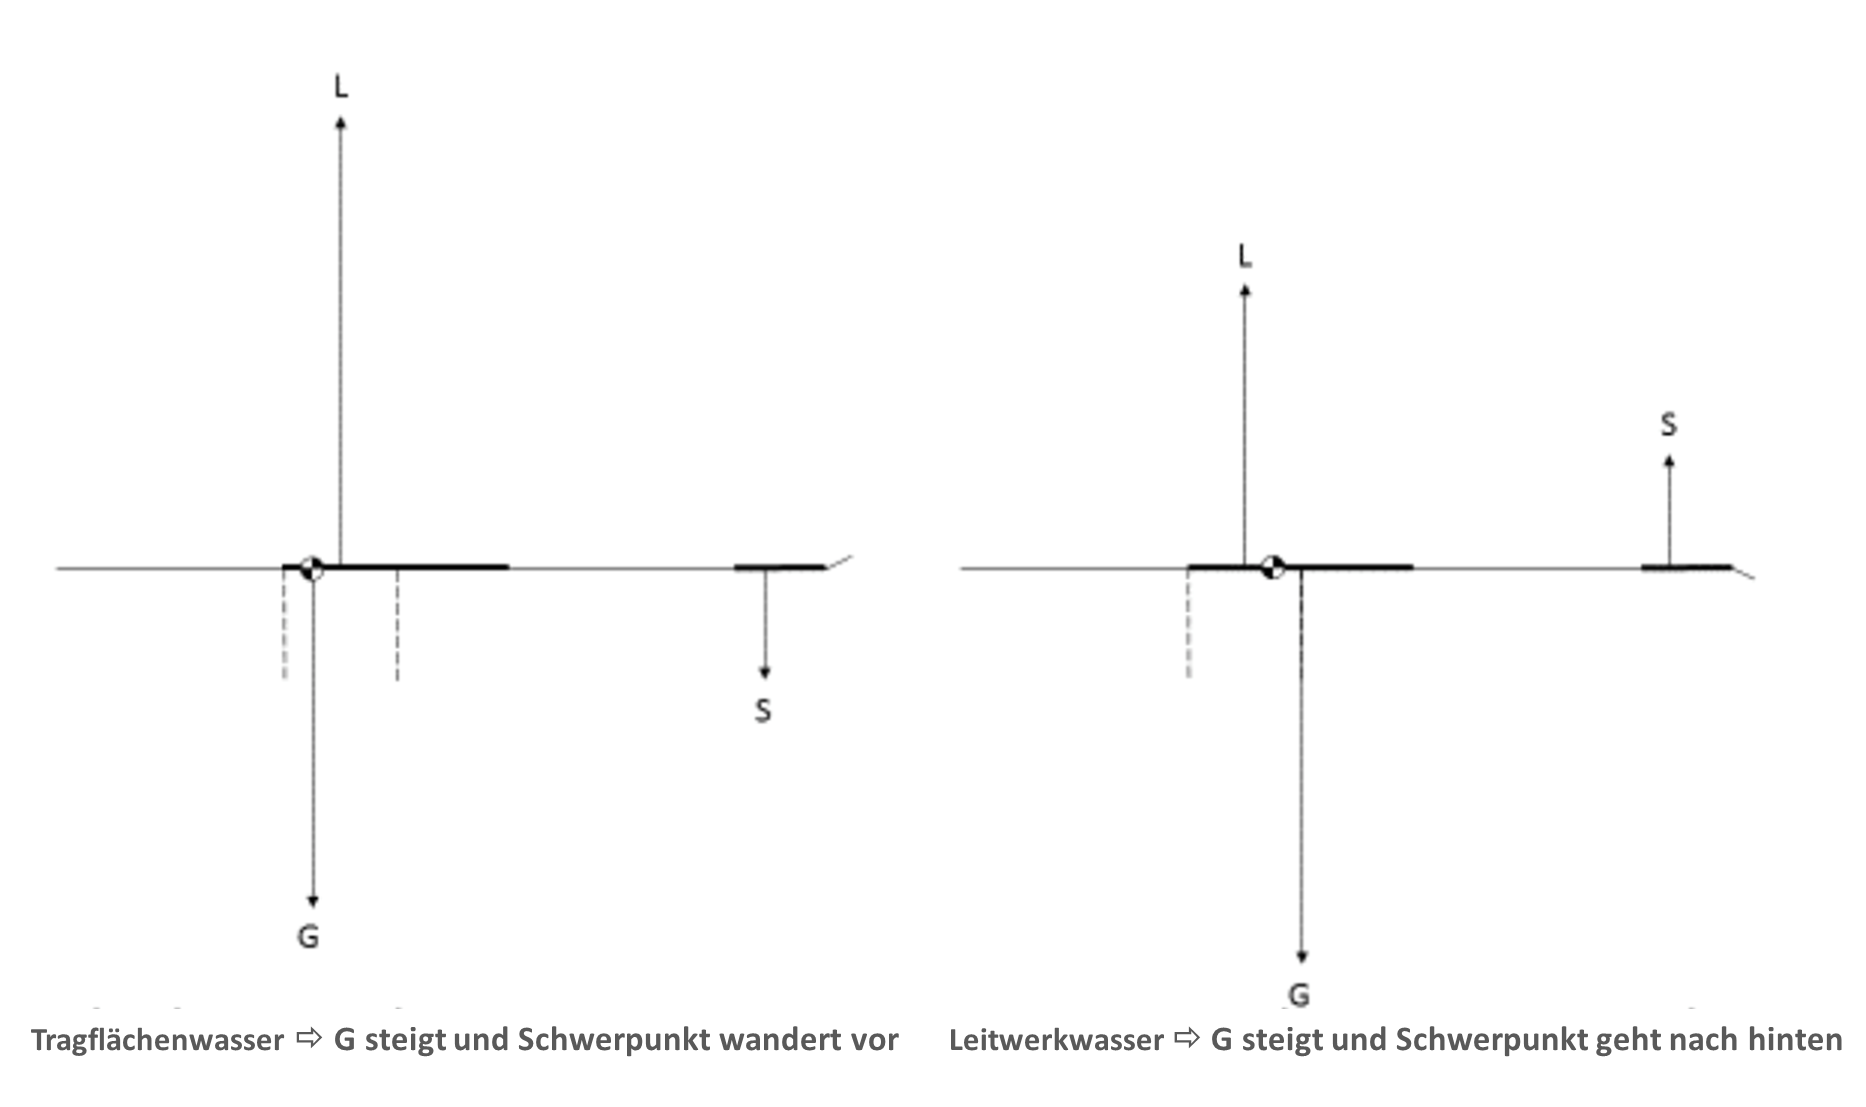 L
L
S
S
G
G
Tragflächenwasser ⇨ G steigt und Schwerpunkt wandert vor
Leitwerkwasser ⇨ G steigt und Schwerpunkt geht nach hinten